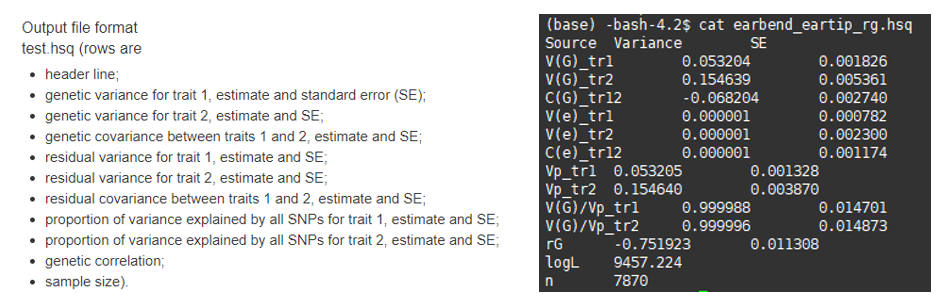 Output file format
test.hsq (rows are
• header line;
• genetic variance for trait 1, estimate and standard error (SE);
• genetic variance for trait 2, estimate and SE;
• genetic covariance between traits 1 and 2, estimate and SE;
• residual variance for trait 1, estimate and SE;
• residual variance for trait 2, estimate and SE;
• residual covariance between traits 1 and 2, estimate and SE;
• proportion of variance explained by all SNPs for trait 1, estimate and SE;
• proportion of variance explained by all SNPs for trait 2, estimate and SE;
• genetic correlation;
• sample size).
(base) -bash-4.2$ cat earbend_eartip_rg.hsq
Source Variance SE
V(G)_tr1 0.053204 0.001826
V(G)_tr2 0.154639 0.005361
C(G)_tr12 -0.068204 0.002740
V(e)_tr1 0.000001 0.000782
V(e)_tr2 0.000001 0.002300
C(e)_tr12 0.000001 0.001174
Vp_tr1 0.053205 0.001328
Vp_tr2 0.154640 0.003870
V(G)/Vp_tr1 0.999988 0.014701
V(G)/Vp_tr2 0.999996 0.014873
rG -0.751923 0.011308
logL 9457.224
n 7870